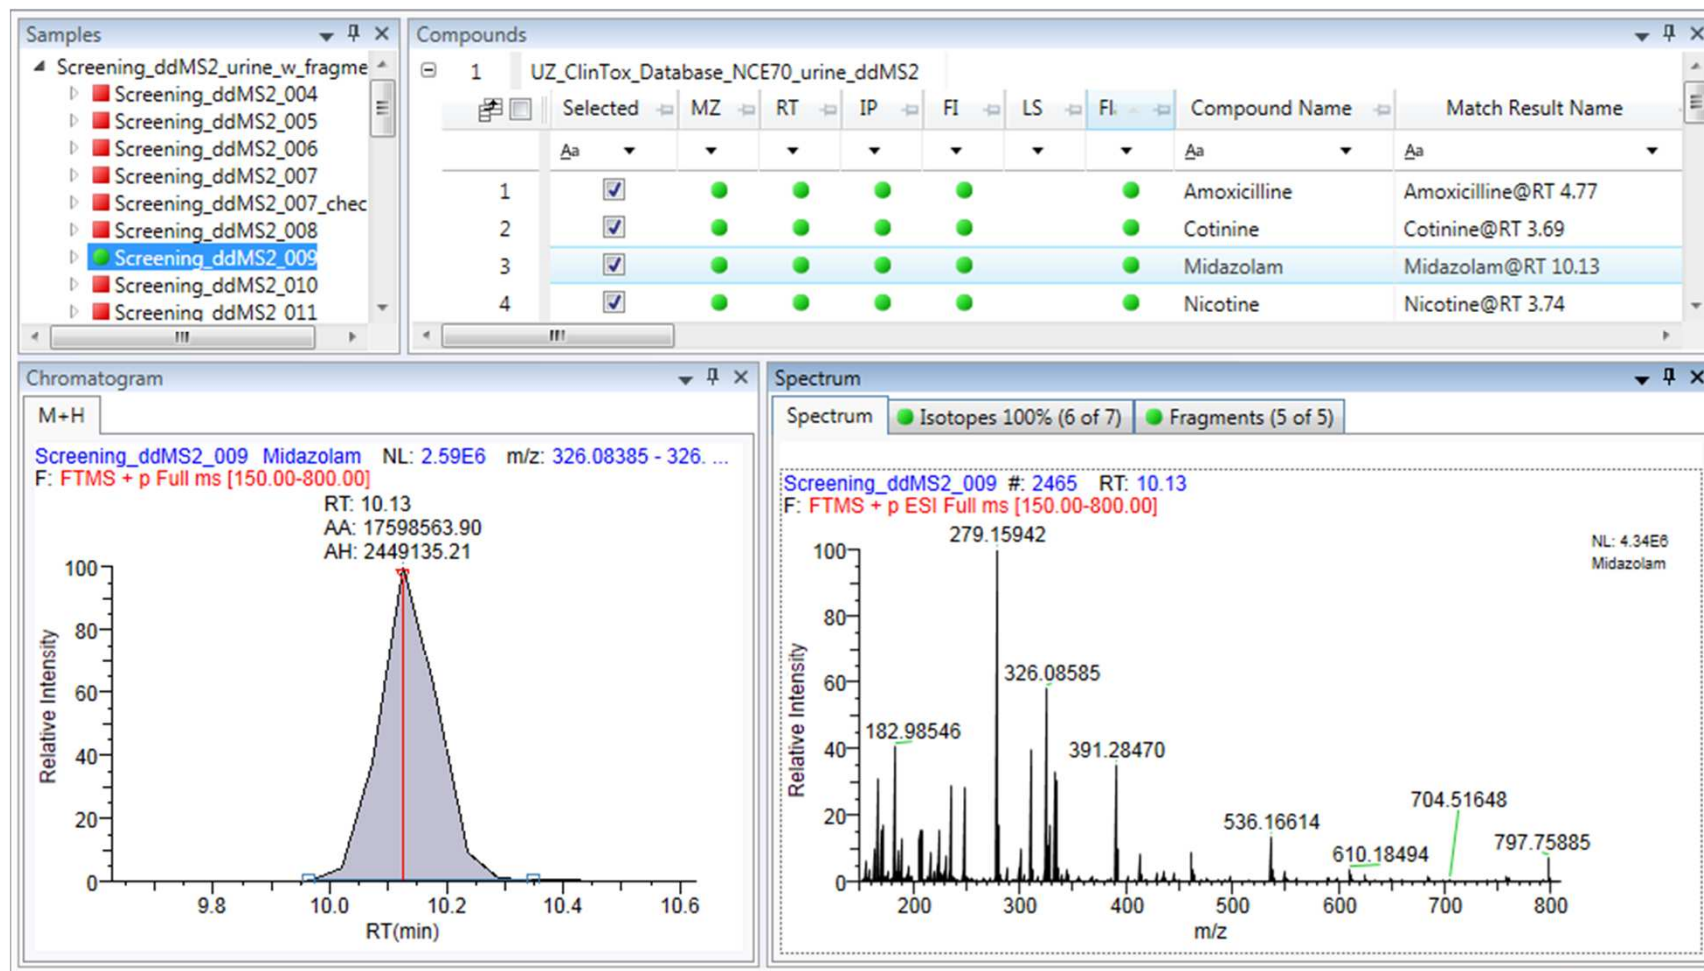 Samples
Screening_ddMS2_urine_w_fragme
Screening_ddMS2_004
Screening_ddMS2_005
Screening_ddMS2_006
Screening_ddMS2_007
Screening_ddMS2_007_chec
Screening_ddMS2_008
Screening_ddMS2_009
Screening_ddMS2_010
Screening_ddMS2_011
Compounds
1 UZ_ClinTox_Database_NCE70_urine_ddMS2
Selected MZ RT IP FI LS FI. Compound Name Match Result Name
Aa Aa Aa
1 Amoxicilline Amoxicilline@RT 4.77
2 Cotinine Cotinine@RT 3.69
3 Midazolam Midazolam@RT 10.13
4 Nicotine Nicotine@RT 3.74
Chromatogram
M+H
Screening_ddMS2_009 Midazolam NL: 2.59E6 m/z: 326.08385 - 326. ...
F: FTMS + p Full ms [150.00-800.00]
RT: 10.13
AA: 17598563.90
AH: 2449135.21
100
80
60
40
20
0
Relative Intensity
9.8 10.0 10.2 10.4 10.6
RT(min)
Spectrum
Spectrum Isotopes 100% (6 of 7) Fragments (5 of 5)
Screening_ddMS2_009 #: 2465 RT: 10.13
F: FTMS + p ESI Full ms [150.00-800.00]
NL: 4.34E6
Midazolam
279.15942
326.08585
182.98546
391.28470
704.51648
536.16614
797.75885
610.18494
100
80
60
40
20
0
Relative Intensity
200 300 400 500 600 700 800
m/z